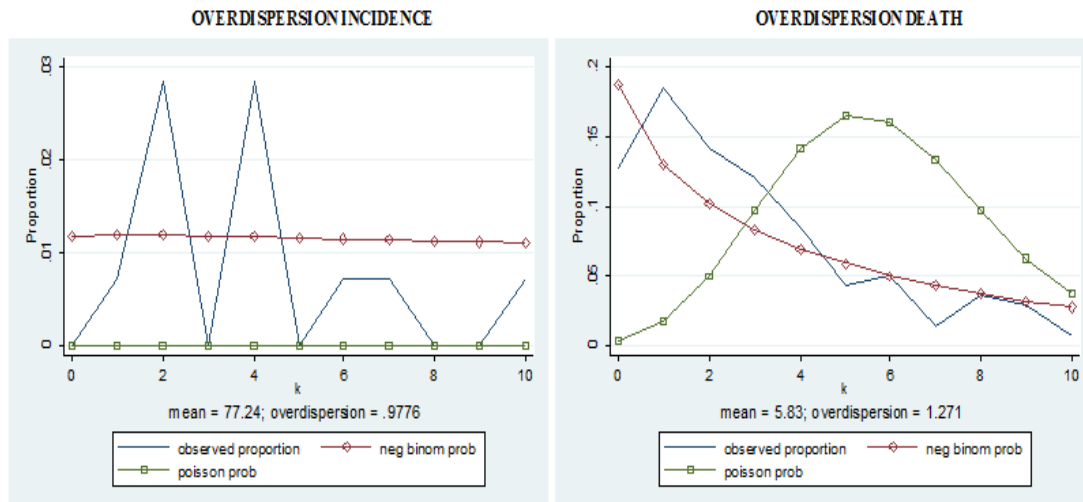 OVERDISPERSION INCIDENCE
Proportion
.03
.02
.01
0
0 2 4 6 8 10
k
mean = 77.24; overdispersion = .9776
observed proportion
neg binom prob
poisson prob
OVERDISPERSION DEATH
Proportion
.2
.15
.1
.05
0
0 2 4 6 8 10
k
mean = 5.83; overdispersion = 1.271
observed proportion
neg binom prob
poisson prob